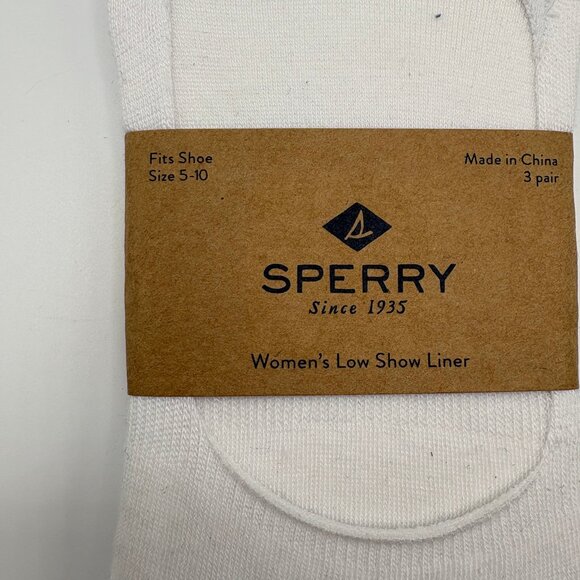 Fits Shoe
Size 5-10
Made in China
3 pair
SPERRY
Since 1935
Women's Low Show Liner